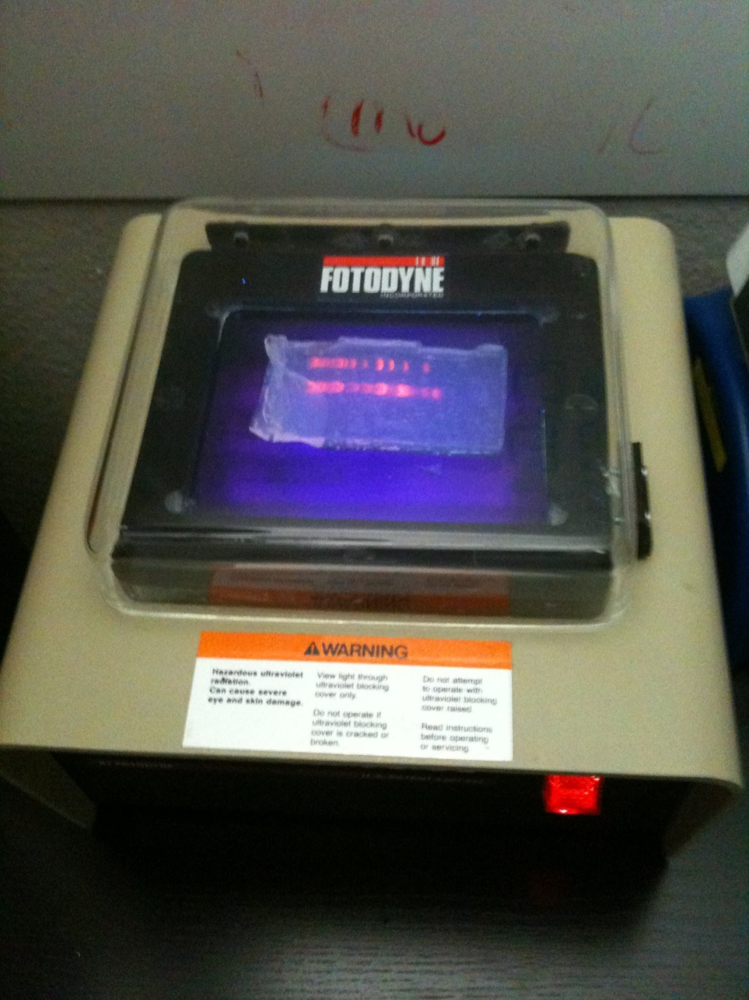 FOTODYNE
INCORPORATED
WARNING
Hazardous ultraviolet
radiation.
Can cause severe
eye and skin damage.
View light through
ultraviolet blocking
cover only.
Do not operate if
ultraviolet blocking
cover is cracked or
broken.
Do not attempt
to operate with
ultraviolet blocking
cover raised.
Read instructions
before operating
or servicing.